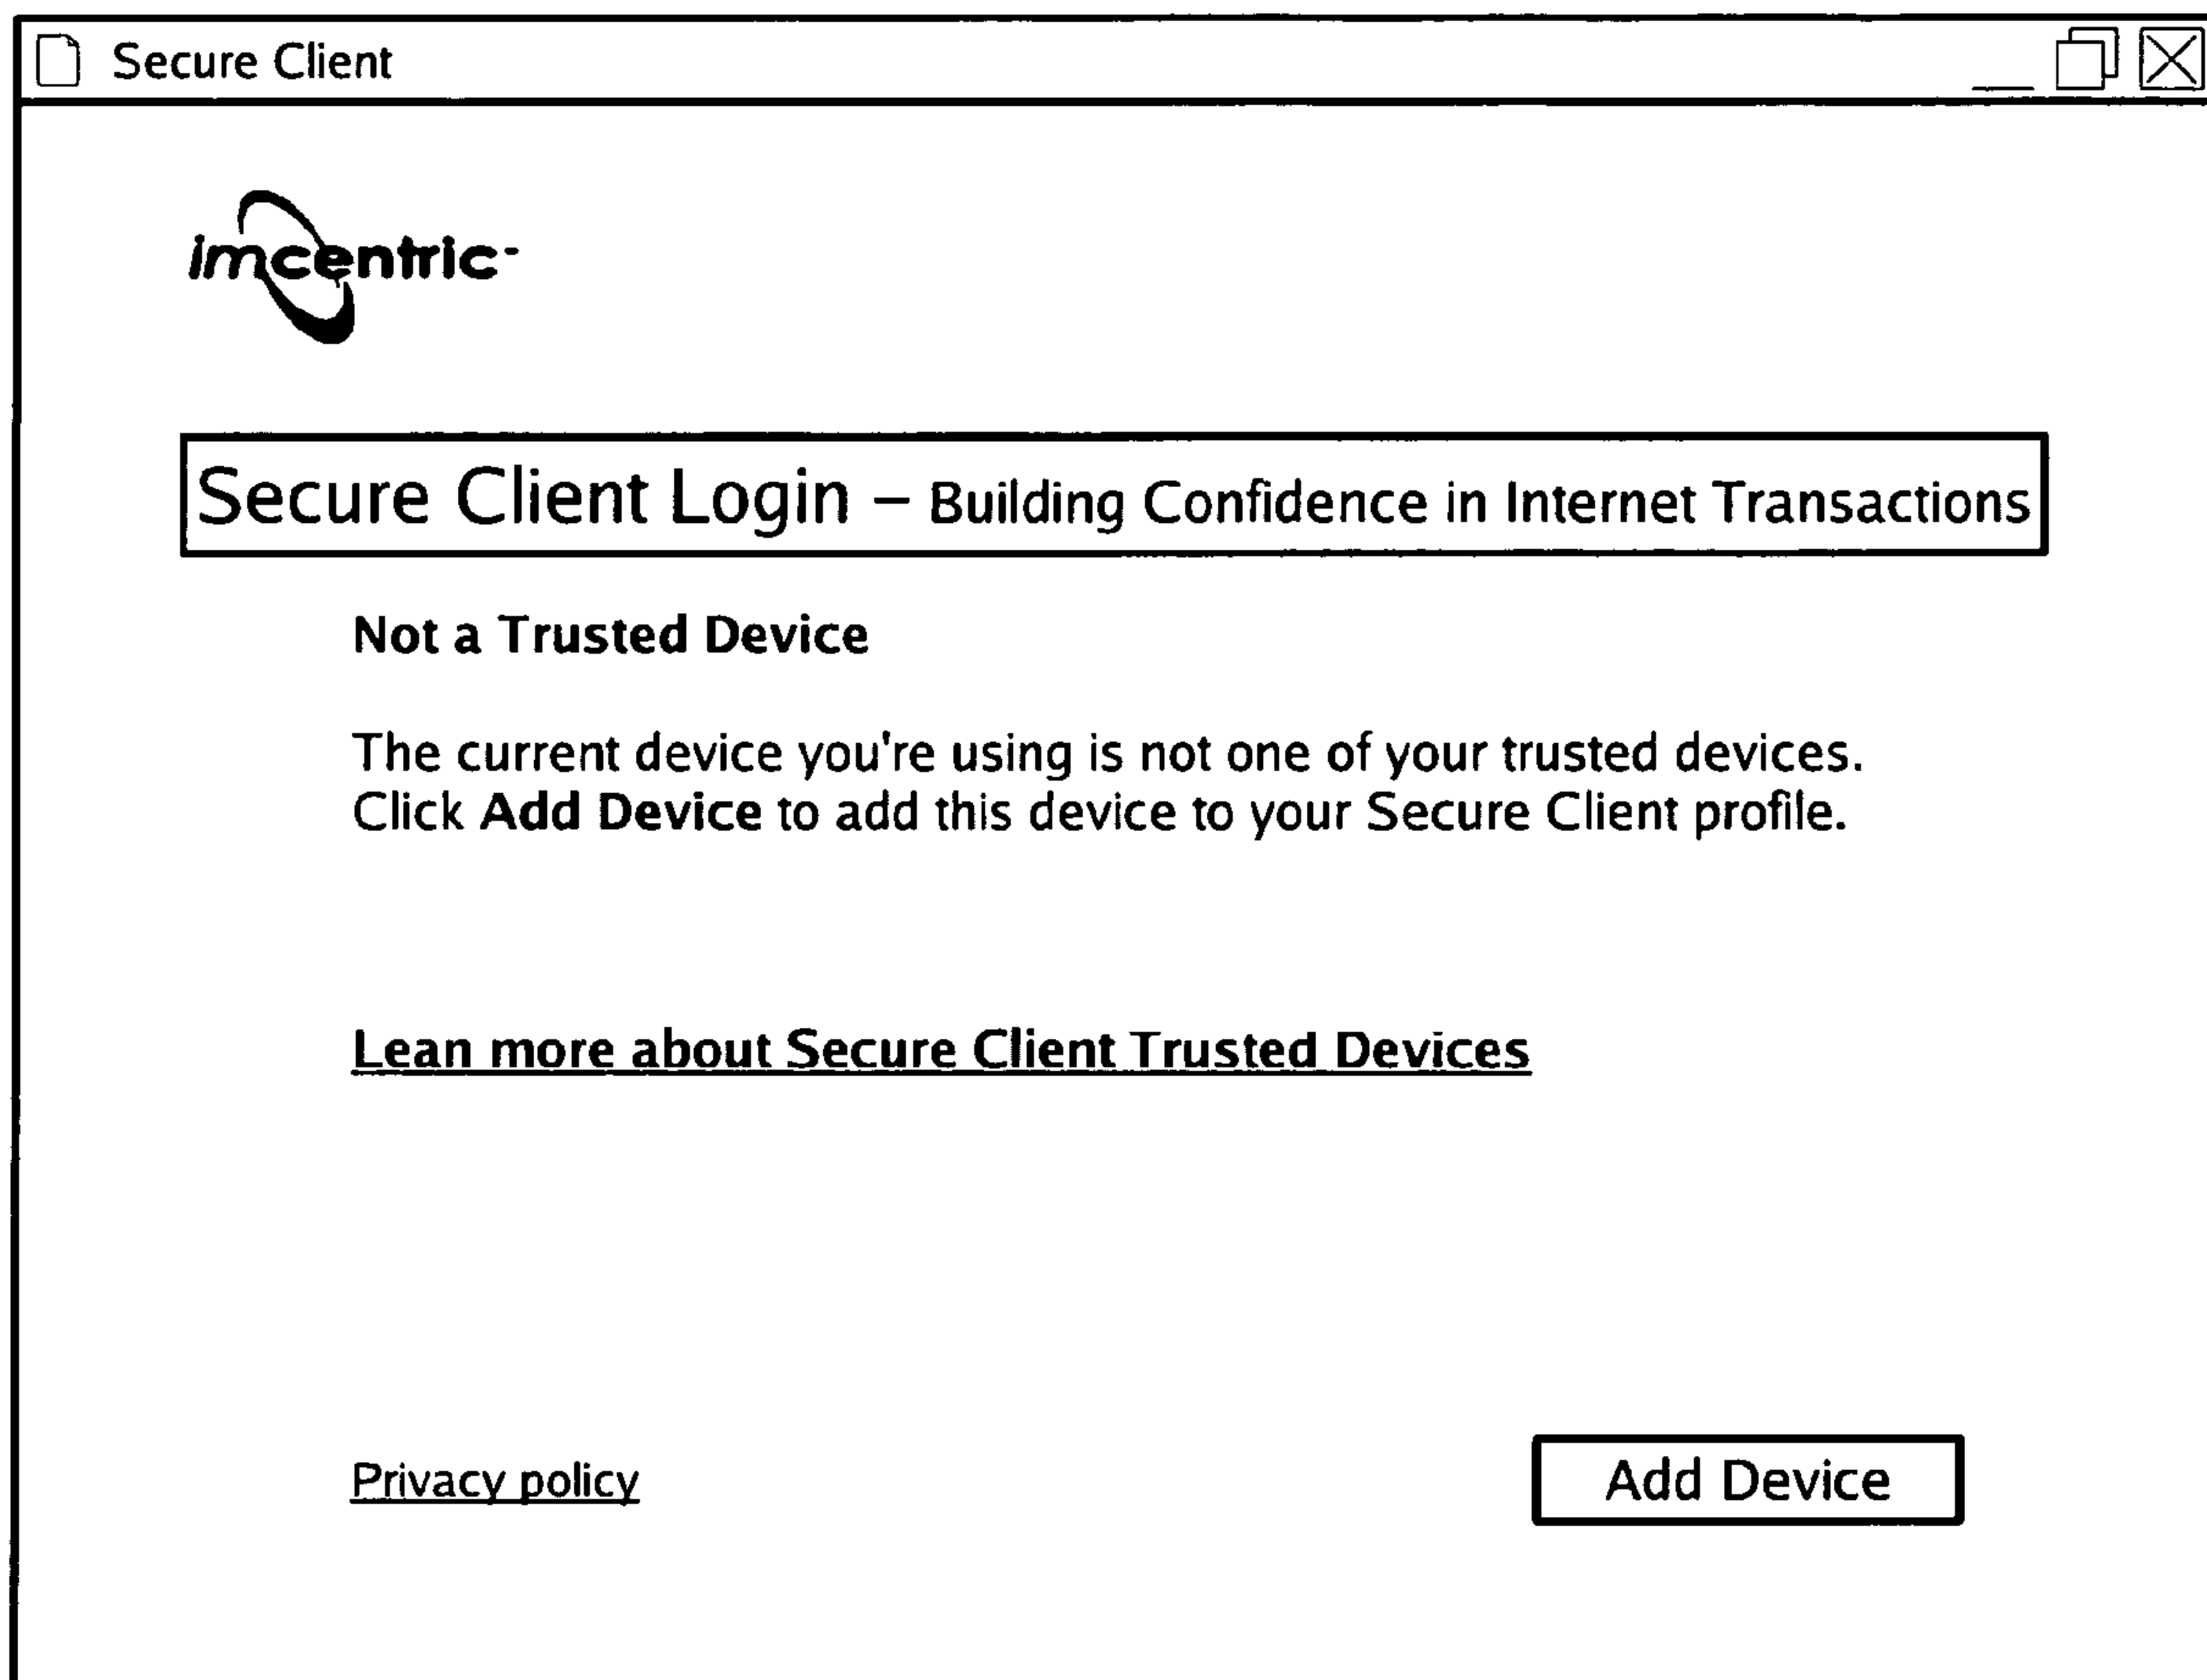 Secure Client
imcentric
Secure Client Login – Building Confidence in Internet Transactions
Not a Trusted Device
The current device you're using is not one of your trusted devices.
Click Add Device to add this device to your Secure Client profile.
Lean more about Secure Client Trusted Devices
Privacy policy
Add Device